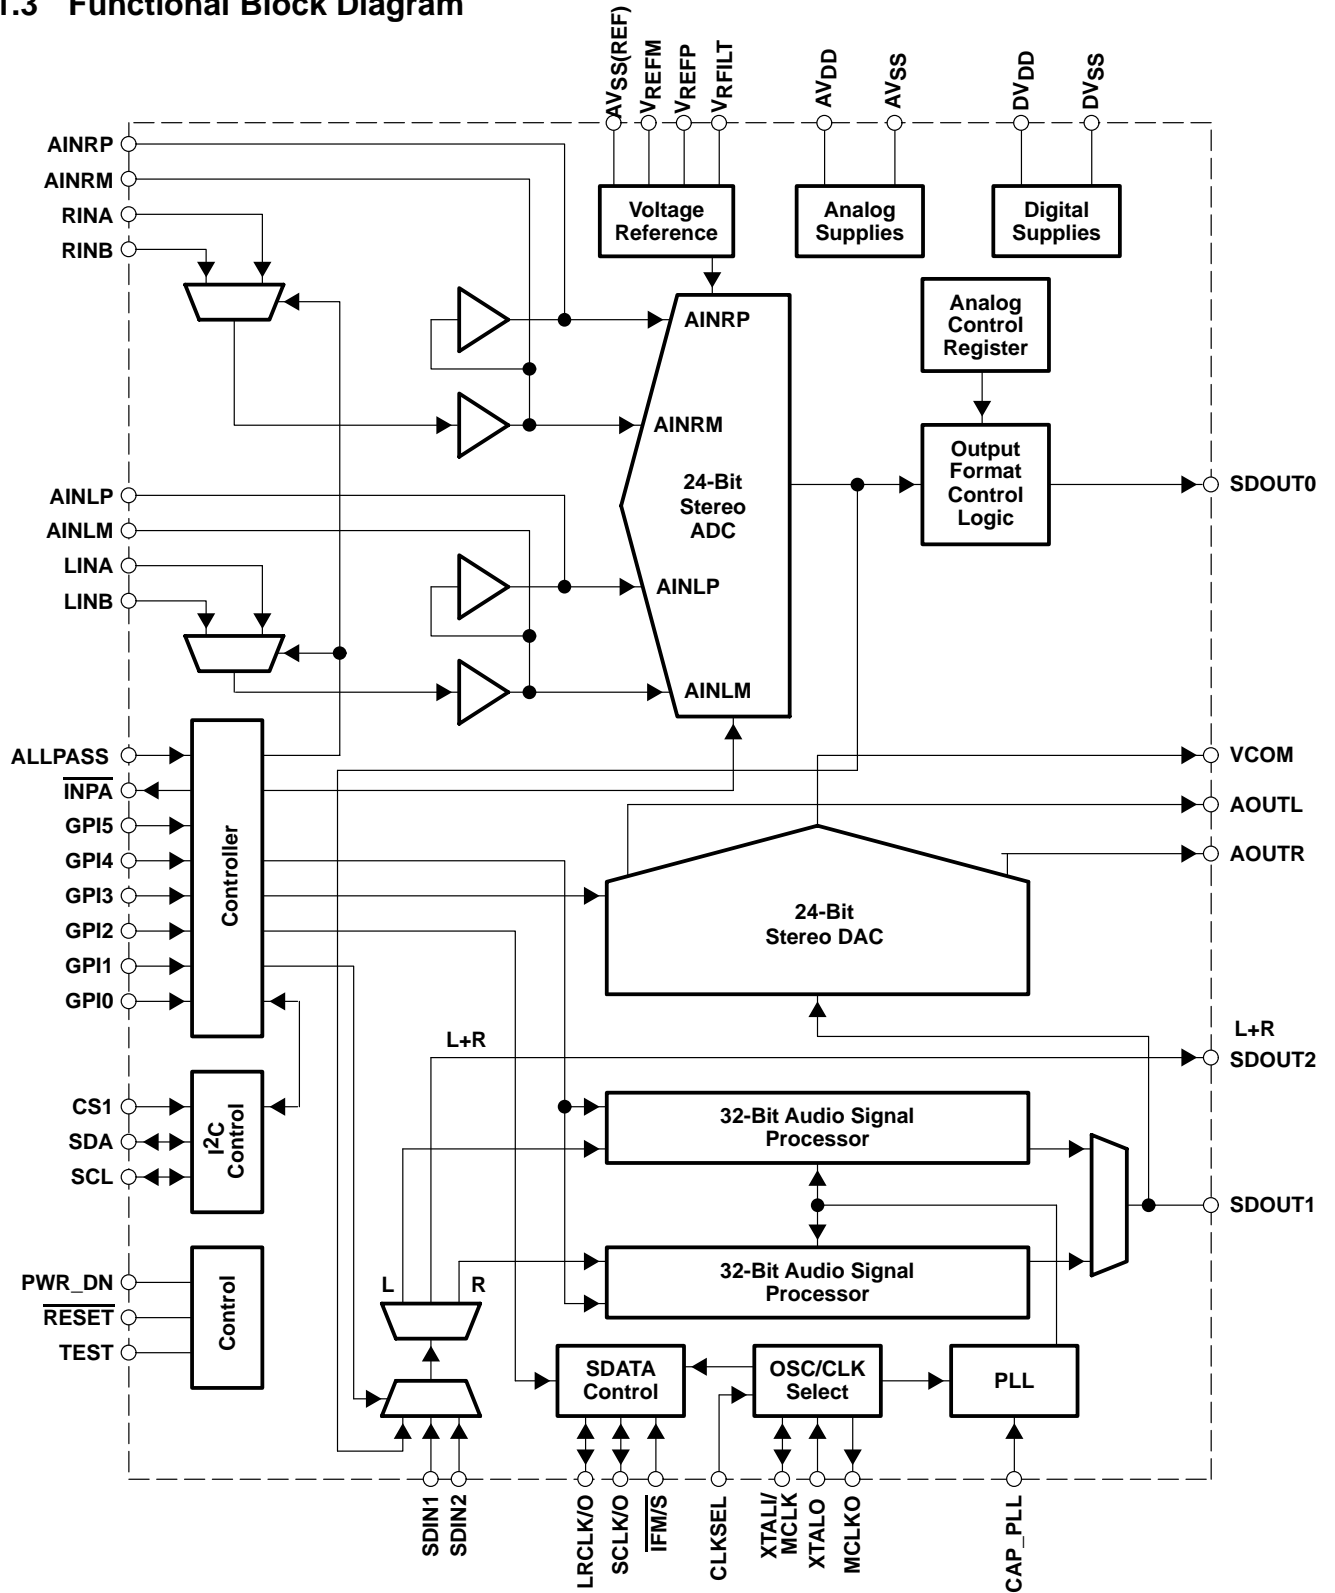 1.3 Functional Block Diagram
AVSS(REF)
VREFM
VREFP
VRFILT
AVDD
AVSS
DVDD
DVSS
AINRP
AINRM
RINA
RINB
Voltage
Reference
Analog
Supplies
Digital
Supplies
AINRP
AINRM
24-Bit
Stereo
ADC
AINLP
AINLM
Analog
Control
Register
Output
Format
Control
Logic
SDOUT0
AINLP
AINLM
LINA
LINB
ALLPASS
INPA
GPI5
GPI4
GPI3
GPI2
GPI1
GPI0
Controller
VCOM
AOUTL
AOUTR
24-Bit
Stereo DAC
L+R
L+R
SDOUT2
CS1
SDA
SCL
I2C
Control
32-Bit Audio Signal
Processor
SDOUT1
PWR_DN
RESET
TEST
Control
L
R
32-Bit Audio Signal
Processor
SDATA
Control
OSC/CLK
Select
PLL
SDIN1
SDIN2
LRCLK/O
SCLK/O
IFM/S
CLKSEL
XTALI/
MCLK
XTALO
MCLKO
CAP_PLL